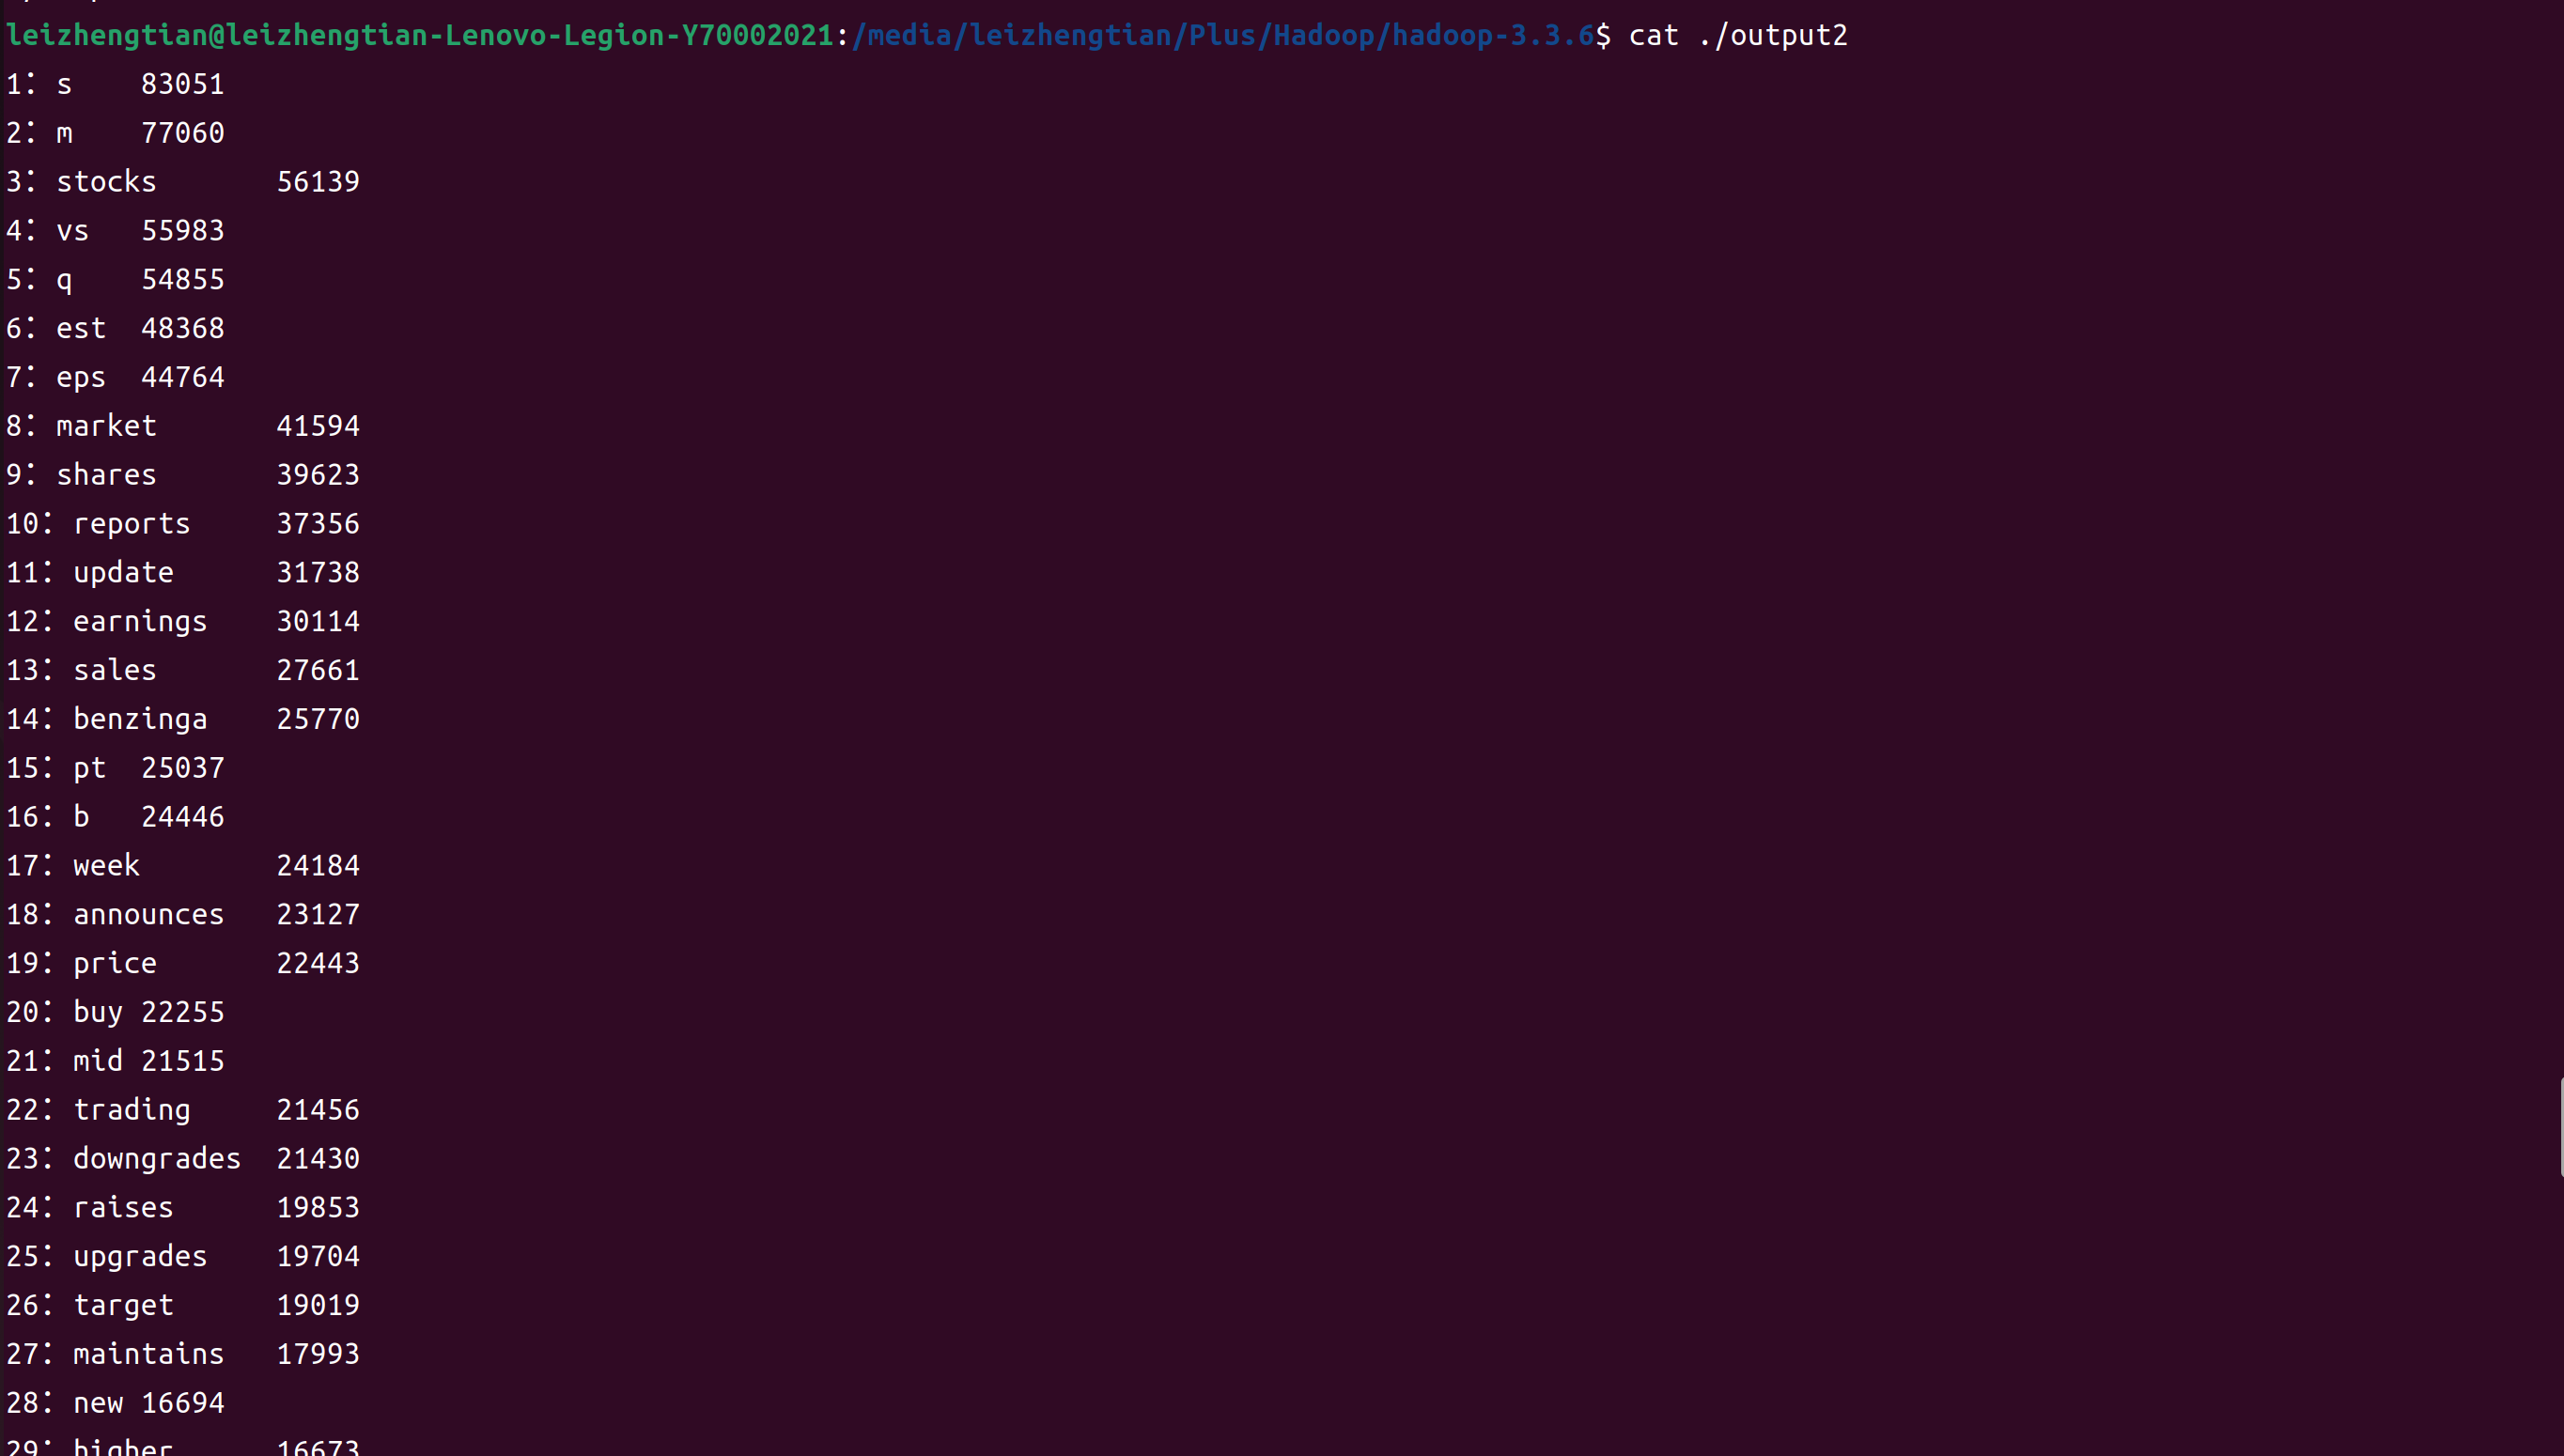 leizhengtian@leizhengtian-Lenovo-Legion-Y70002021:/media/leizhengtian/Plus/Hadoop/hadoop-3.3.6$ cat ./output2
1: s 83051
2: m 77060
3: stocks 56139
4: vs 55983
5: q 54855
6: est 48368
7: eps 44764
8: market 41594
9: shares 39623
10: reports 37356
11: update 31738
12: earnings 30114
13: sales 27661
14: benzinga 25770
15: pt 25037
16: b 24446
17: week 24184
18: announces 23127
19: price 22443
20: buy 22255
21: mid 21515
22: trading 21456
23: downgrades 21430
24: raises 19853
25: upgrades 19704
26: target 19019
27: maintains 17993
28: new 16694
29: higher 16673